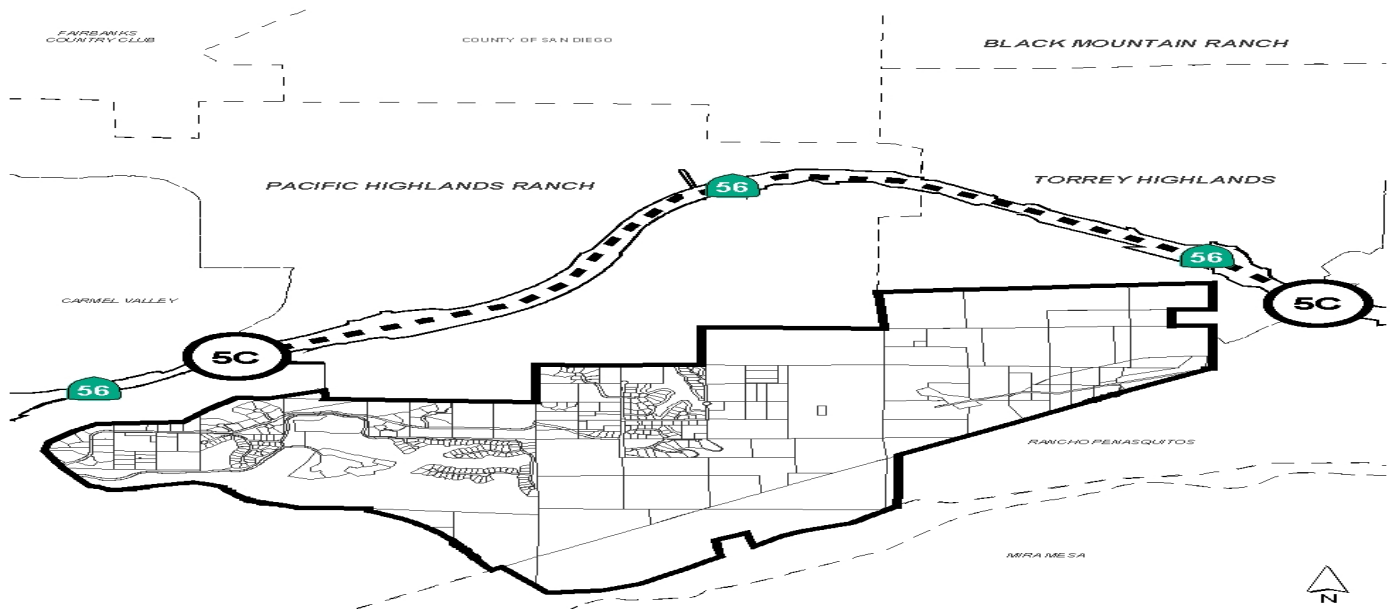 FAIRBANKS
COUNTRY CLUB
COUNTY OF SAN DIEGO
BLACK MOUNTAIN RANCH
PACIFIC HIGHLANDS RANCH
56
TORREY HIGHLANDS
56
CARMEL VALLEY
5C
5C
56
RANCHO PENASQUITOS
MIRA MESA
N